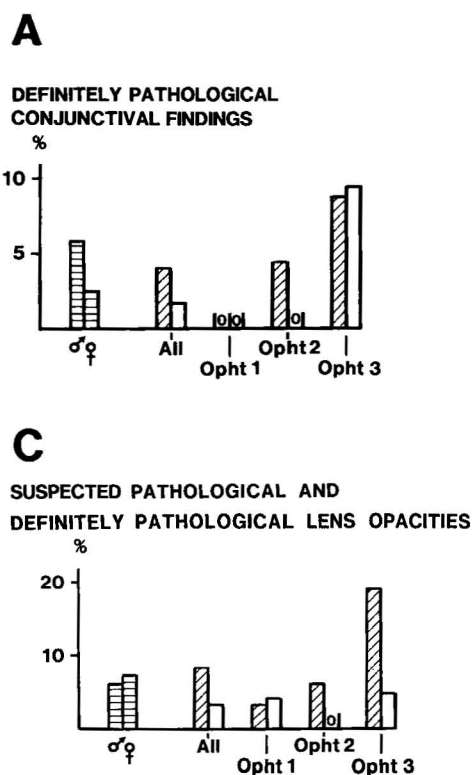 A
DEFINITELY PATHOLOGICAL
CONJUNCTIVAL FINDINGS
%
10
5
0 0 0
♂♀ All Opht 2
Opht 1 Opht 3
C
SUSPECTED PATHOLOGICAL AND
DEFINITELY PATHOLOGICAL LENS OPACITIES
%
20
10
0
♂♀ All Opht 2
Opht 1 Opht 3